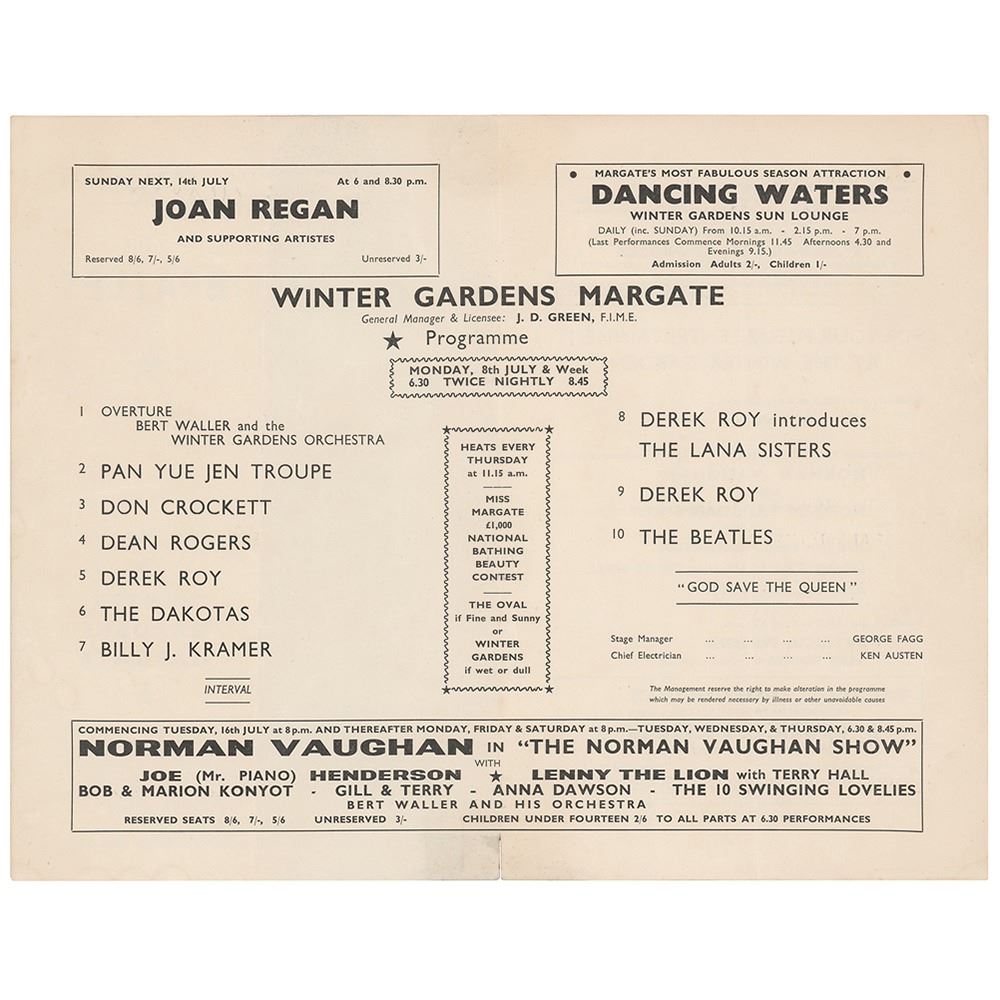 SUNDAY NEXT, 14th JULY At 6 and 8.30 p.m.
JOAN REGAN
AND SUPPORTING ARTISTES
Reserved 8/6, 7/-, 5/6 Unreserved 3/-
MARGATE'S MOST FABULOUS SEASON ATTRACTION
DANCING WATERS
WINTER GARDENS SUN LOUNGE
DAILY (inc. SUNDAY) From 10.15 a.m. - 2.15 p.m. - 7 p.m.
(Last Performances Commence Mornings 11.45 Afternoons 4.30 and
Evenings 9.15.)
Admission Adults 2/-, Children 1/-
WINTER GARDENS MARGATE
General Manager & Licensee: J. D. GREEN, F.I.M.E.
★ Programme
MONDAY, 8th JULY & Week
6.30 TWICE NIGHTLY 8.45
1 OVERTURE
BERT WALLER and the
WINTER GARDENS ORCHESTRA
2 PAN YUE JEN TROUPE
3 DON CROCKETT
4 DEAN ROGERS
5 DEREK ROY
6 THE DAKOTAS
7 BILLY J. KRAMER
INTERVAL
HEATS EVERY
THURSDAY
at 11.15 a.m.
MISS
MARGATE
£1,000
NATIONAL
BATHING
BEAUTY
CONTEST
THE OVAL
if Fine and Sunny
or
WINTER
GARDENS
if wet or dull
8 DEREK ROY introduces
THE LANA SISTERS
9 DEREK ROY
10 THE BEATLES
"GOD SAVE THE QUEEN"
Stage Manager ... ... ... ... GEORGE FAGG
Chief Electrician ... ... ... ... KEN AUSTEN
The Management reserve the right to make alteration in the programme
which may be rendered necessary by illness or other unavoidable causes
COMMENCING TUESDAY, 16th JULY at 8 p.m. AND THEREAFTER MONDAY, FRIDAY & SATURDAY at 8 p.m.—TUESDAY, WEDNESDAY, & THURSDAY, 6.30 & 8.45 p.m.
NORMAN VAUGHAN IN "THE NORMAN VAUGHAN SHOW"
WITH
JOE (Mr. PIANO) HENDERSON ★ LENNY THE LION with TERRY HALL
BOB & MARION KONYOT - GILL & TERRY - ANNA DAWSON - THE 10 SWINGING LOVELIES
BERT WALLER AND HIS ORCHESTRA
RESERVED SEATS 8/6, 7/-, 5/6 UNRESERVED 3/- CHILDREN UNDER FOURTEEN 2/6 TO ALL PARTS AT 6.30 PERFORMANCES